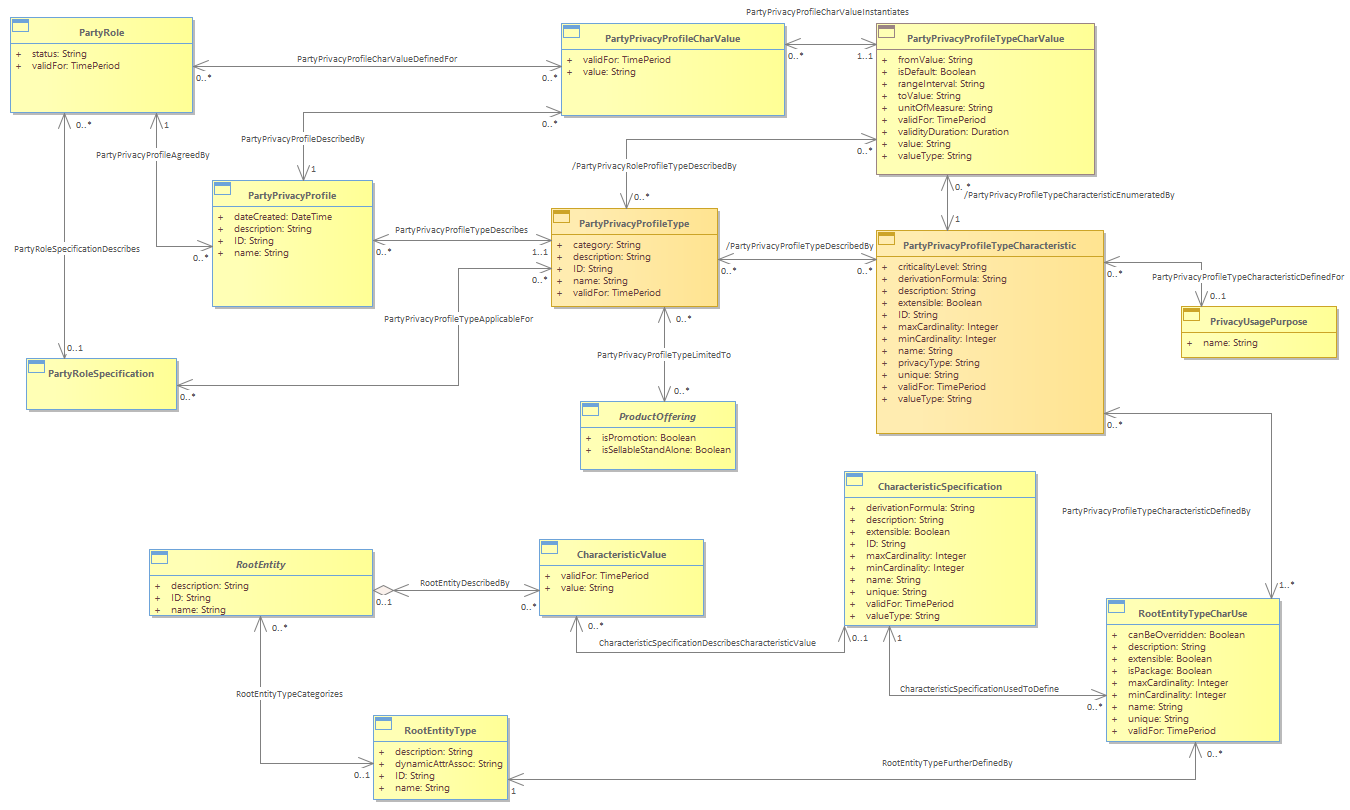 PartyPrivacyProfileCharValueInstantiates
PartyRole
+ status: String
+ validFor: TimePeriod
PartyPrivacyProfileCharValueDefinedFor
0..*
0..*
PartyPrivacyProfileCharValue
+ validFor: TimePeriod
+ value: String
0..*
1..1
PartyPrivacyProfileTypeCharValue
+ fromValue: String
+ isDefault: Boolean
+ rangeInterval: String
+ toValue: String
+ unitOfMeasure: String
+ validFor: TimePeriod
+ validityDuration: Duration
+ value: String
+ valueType: String
0..*
1
PartyPrivacyProfileAgreedBy
0..*
PartyPrivacyProfileDescribedBy
0..*
1
/PartyPrivacyRoleProfileTypeDescribedBy
0..*
0..*
0. *
/PartyPrivacyProfileTypeCharacteristicEnumeratedBy
1
PartyPrivacyProfile
+ dateCreated: DateTime
+ description: String
+ ID: String
+ name: String
PartyRoleSpecificationDescribes
0..1
PartyPrivacyProfileTypeDescribes
0..*
1..1
PartyPrivacyProfileType
+ category: String
+ description: String
+ ID: String
+ name: String
+ validFor: TimePeriod
/PartyPrivacyProfileTypeDescribedBy
0..*
0..*
PartyPrivacyProfileTypeCharacteristic
+ criticalityLevel: String
+ derivationFormula: String
+ description: String
+ extensible: Boolean
+ ID: String
+ maxCardinality: Integer
+ minCardinality: Integer
+ name: String
+ privacyType: String
+ unique: String
+ validFor: TimePeriod
+ valueType: String
0..*
PartyPrivacyProfileTypeCharacteristicDefinedFor
0..1
PrivacyUsagePurpose
+ name: String
0..*
PartyPrivacyProfileTypeApplicableFor
0..*
PartyRoleSpecification
0..*
PartyPrivacyProfileTypeLimitedTo
0..*
ProductOffering
+ isPromotion: Boolean
+ isSellableStandAlone: Boolean
0..*
PartyPrivacyProfileTypeCharacteristicDefinedBy
1..*
CharacteristicSpecification
+ derivationFormula: String
+ description: String
+ extensible: Boolean
+ ID: String
+ maxCardinality: Integer
+ minCardinality: Integer
+ name: String
+ unique: String
+ validFor: TimePeriod
+ valueType: String
RootEntity
+ description: String
+ ID: String
+ name: String
RootEntityDescribedBy
0..1
0..*
CharacteristicValue
+ validFor: TimePeriod
+ value: String
0..*
CharacteristicSpecificationDescribesCharacteristicValue
0..1
1
CharacteristicSpecificationUsedToDefine
0..*
RootEntityTypeCharUse
+ canBeOverridden: Boolean
+ description: String
+ extensible: Boolean
+ isPackage: Boolean
+ maxCardinality: Integer
+ minCardinality: Integer
+ name: String
+ unique: String
+ validFor: TimePeriod
0..*
RootEntityTypeCategorizes
0..1
RootEntityType
+ description: String
+ dynamicAttrAssoc: String
+ ID: String
+ name: String
1
RootEntityTypeFurtherDefinedBy
0..*